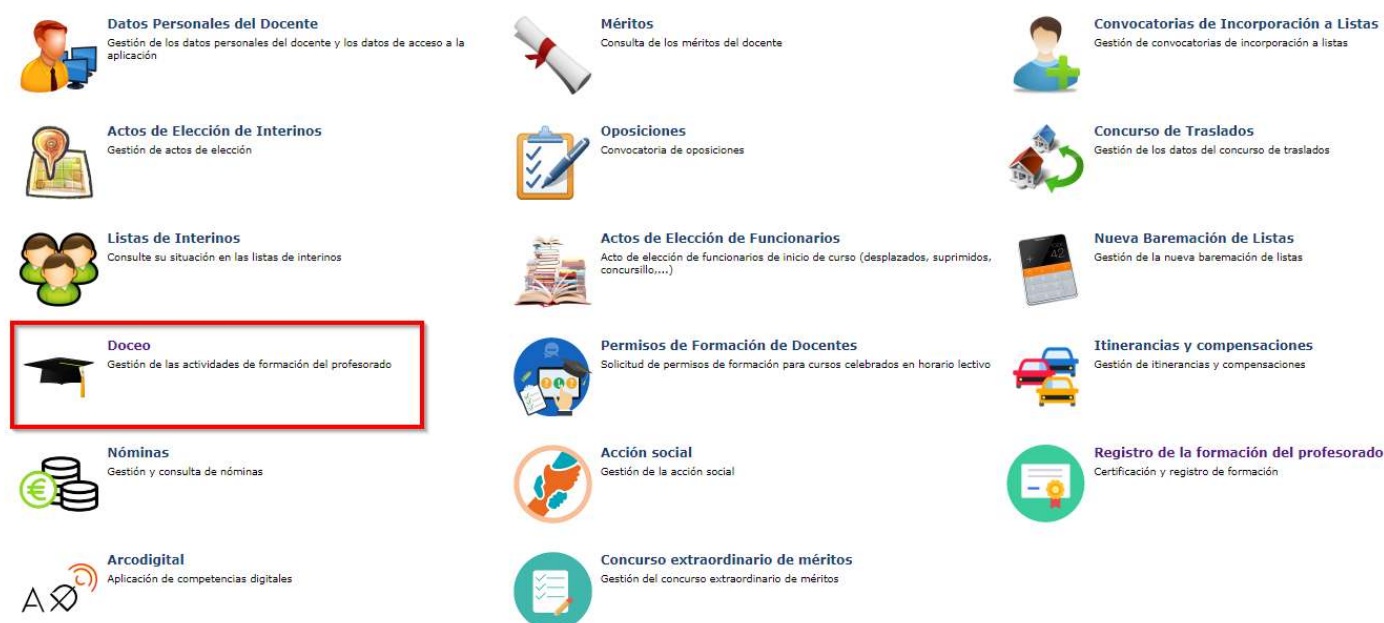 Datos Personales del Docente
Gestión de los datos personales del docente y los datos de acceso a la
aplicación
Méritos
Consulta de los méritos del docente
Convocatorias de Incorporación a Listas
Gestión de convocatorias de incorporación a listas
Actos de Elección de Interinos
Gestión de actos de elección
Oposiciones
Convocatoria de oposiciones
Concurso de Traslados
Gestión de los datos del concurso de traslados
Listas de Interinos
Consulte su situación en las listas de interinos
Actos de Elección de Funcionarios
Acto de elección de funcionarios de inicio de curso (desplazados, suprimidos,
concursillo,...)
Nueva Baremación de Listas
Gestión de la nueva baremación de listas
Doceo
Gestión de las actividades de formación del profesorado
Permisos de Formación de Docentes
Solicitud de permisos de formación para cursos celebrados en horario lectivo
Itinerancias y compensaciones
Gestión de itinerancias y compensaciones
Nóminas
Gestión y consulta de nóminas
Acción social
Gestión de la acción social
Registro de la formación del profesorado
Certificación y registro de formación
Arcodigital
Aplicación de competencias digitales
Concurso extraordinario de méritos
Gestión del concurso extraordinario de méritos